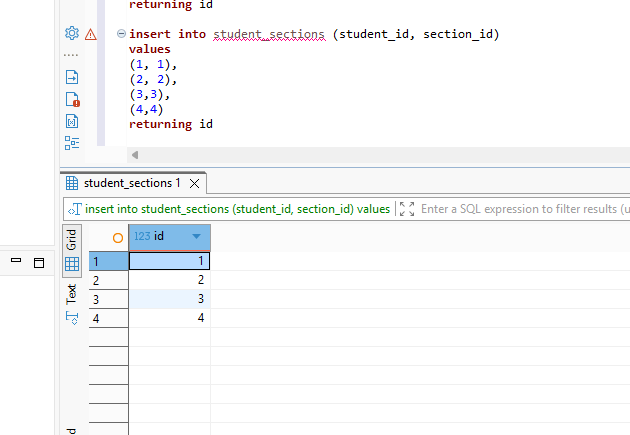 returning id
insert into student_sections (student_id, section_id)
values
(1, 1),
(2, 2),
(3,3),
(4,4)
returning id
student_sections 1
insert into student_sections (student_id, section_id) values
Enter a SQL expression to filter results (u
Grid
Text
123 id
1 1
2 2
3 3
4 4